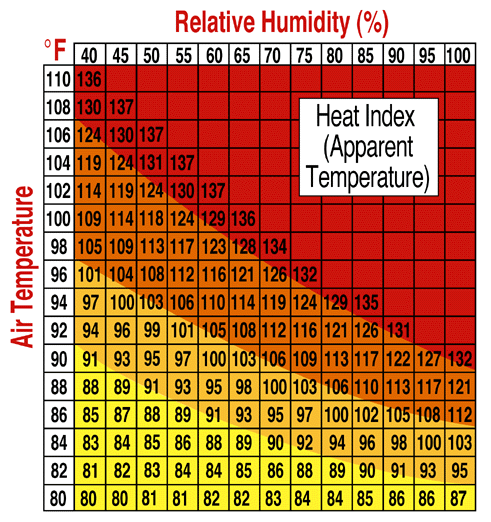 Relative Humidity (%)
°F 40 45 50 55 60 65 70 75 80 85 90 95 100
110 136
108 130 137
Heat Index
(Apparent
Temperature)
106 124 130 137
104 119 124 131 137
102 114 119 124 130 137
100 109 114 118 124 129 136
98 105 109 113 117 123 128 134
96 101 104 108 112 116 121 126 132
94 97 100 103 106 110 114 119 124 129 135
92 94 96 99 101 105 108 112 116 121 126 131
90 91 93 95 97 100 103 106 109 113 117 122 127 132
88 88 89 91 93 95 98 100 103 106 110 113 117 121
86 85 87 88 89 91 93 95 97 100 102 105 108 112
84 83 84 85 86 88 89 90 92 94 96 98 100 103
82 81 82 83 84 84 85 86 88 89 90 91 93 95
80 80 80 81 81 82 82 83 84 84 85 86 86 87
Air Temperature